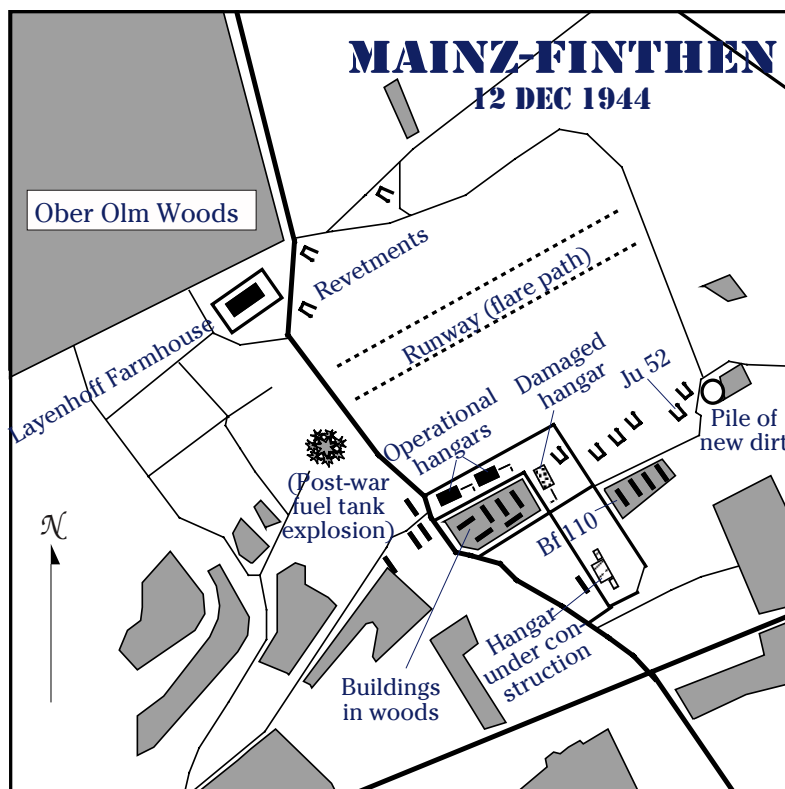 MAINZ-FINTHEN
12 DEC 1944
Ober Olm Woods
Revetments
Runway (flare path)
Layenhoff Farmhouse
Damaged
hangar
Ju 52
Operational
hangars
Pile of
new dirt
(Post-war
fuel tank
explosion)
N
Bf 110
Hangar
under con-
struction
Buildings
in woods